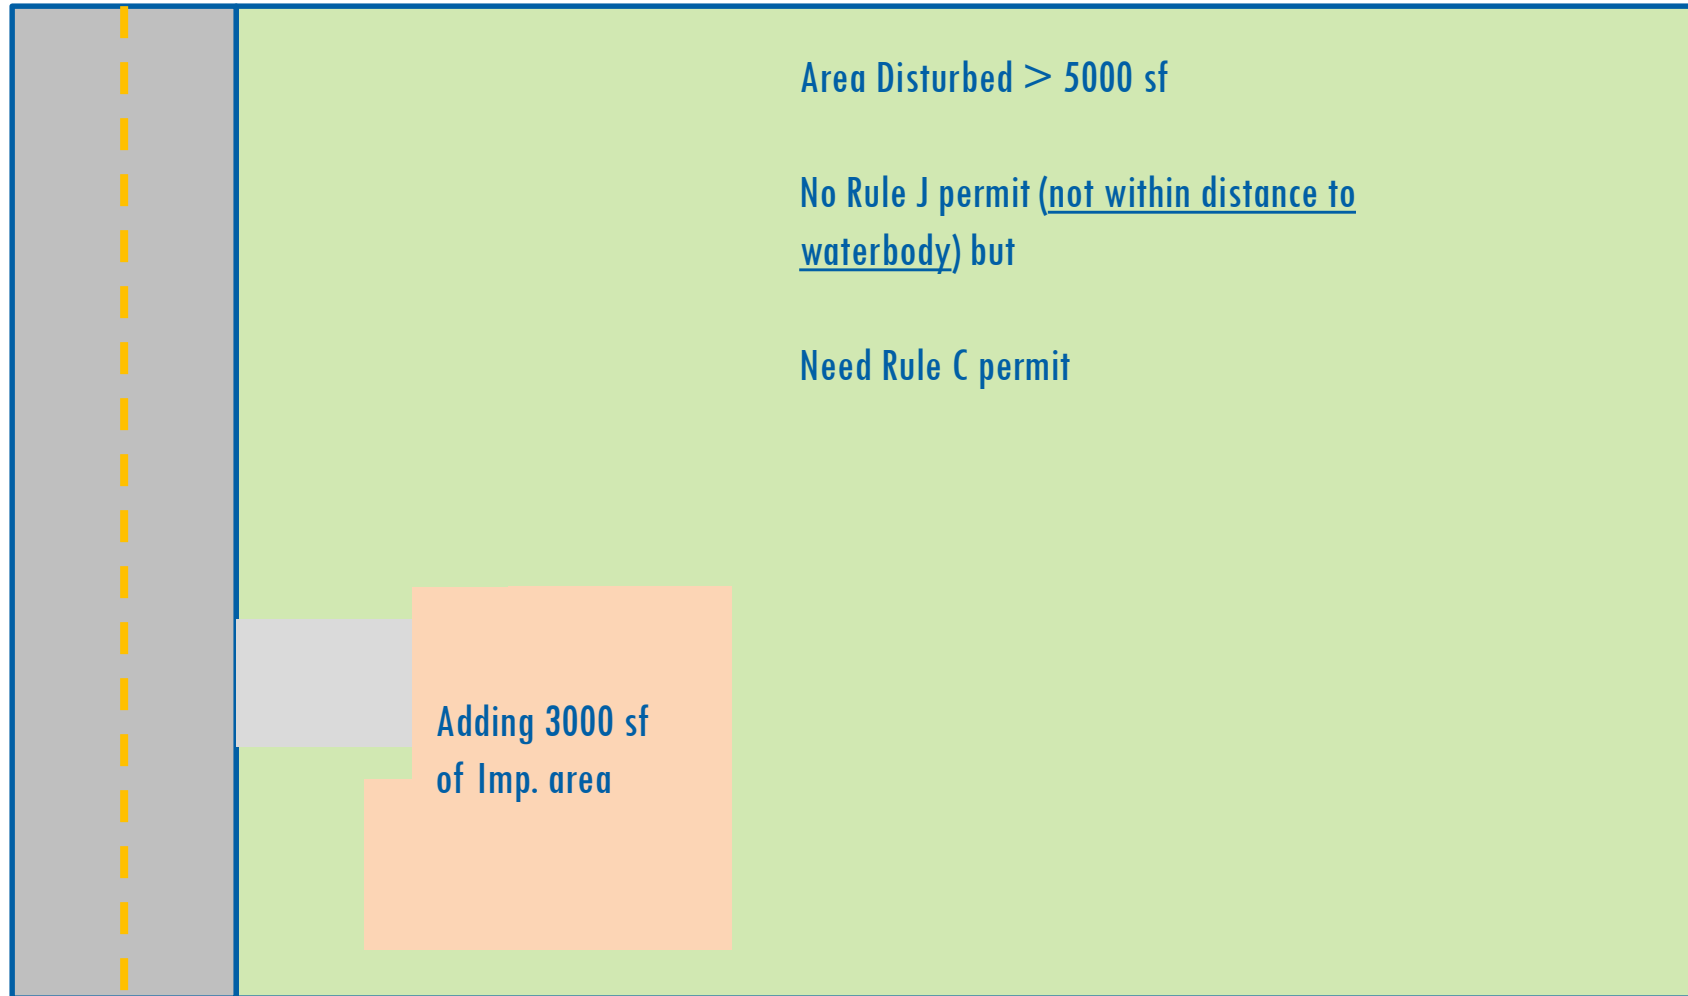 Area Disturbed > 5000 sf
No Rule J permit (not within distance to
waterbody) but
Need Rule C permit
Adding 3000 sf
of Imp. area